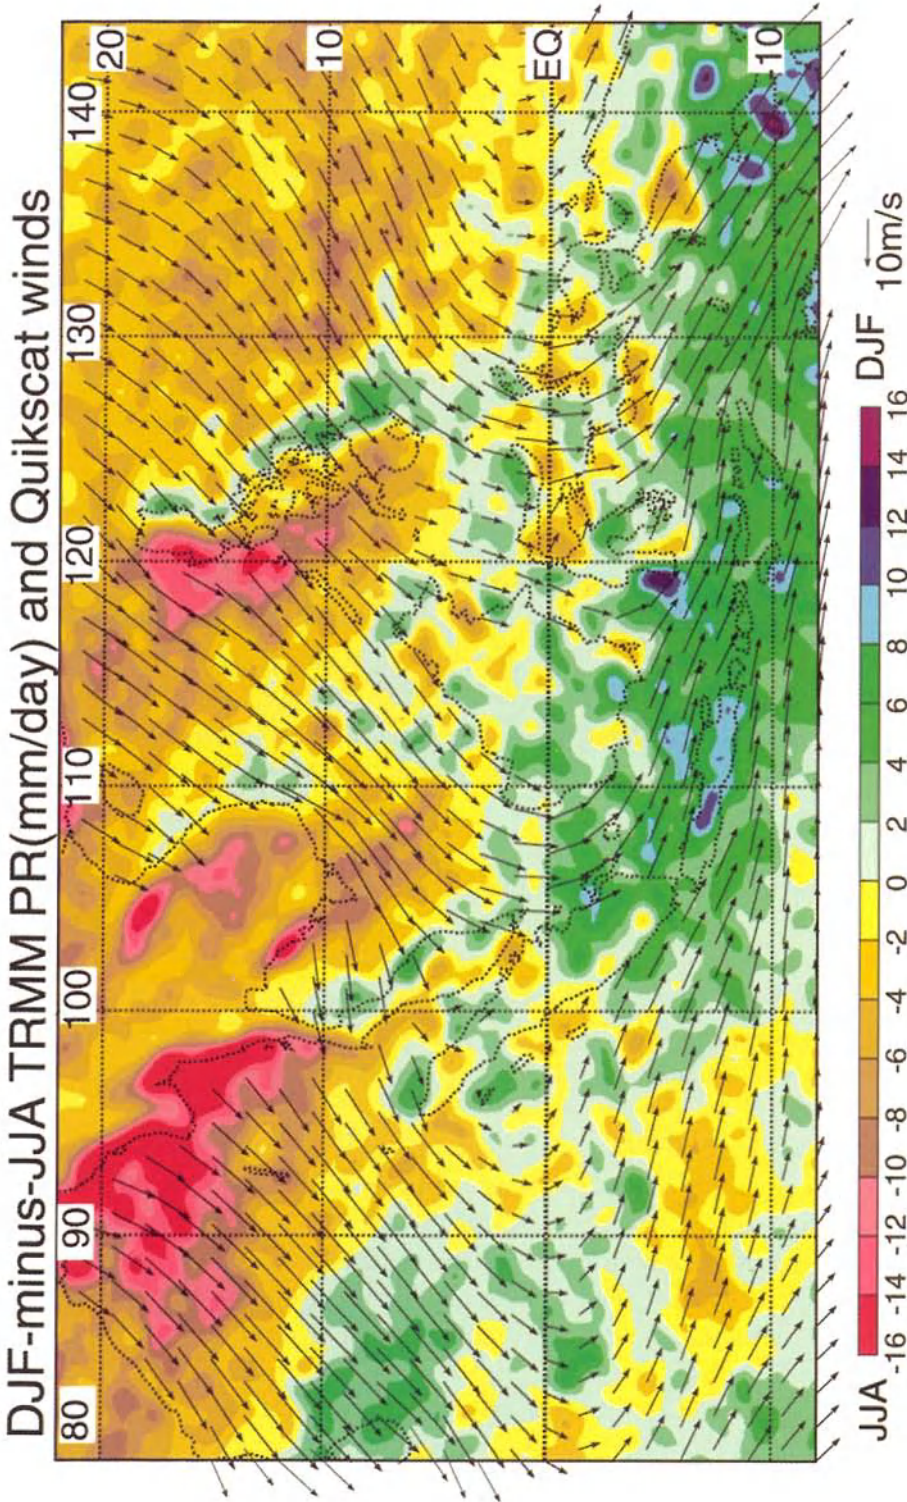 DJF-minus-JJA TRMM PR(mm/day) and Quikscat winds
80 90 100 110 120 130 140
20
10
EQ
10
JJA -16 -14 -12 -10 -8 -6 -4 -2 0 2 4 6 8 10 12 14 16 DJF 10m/s